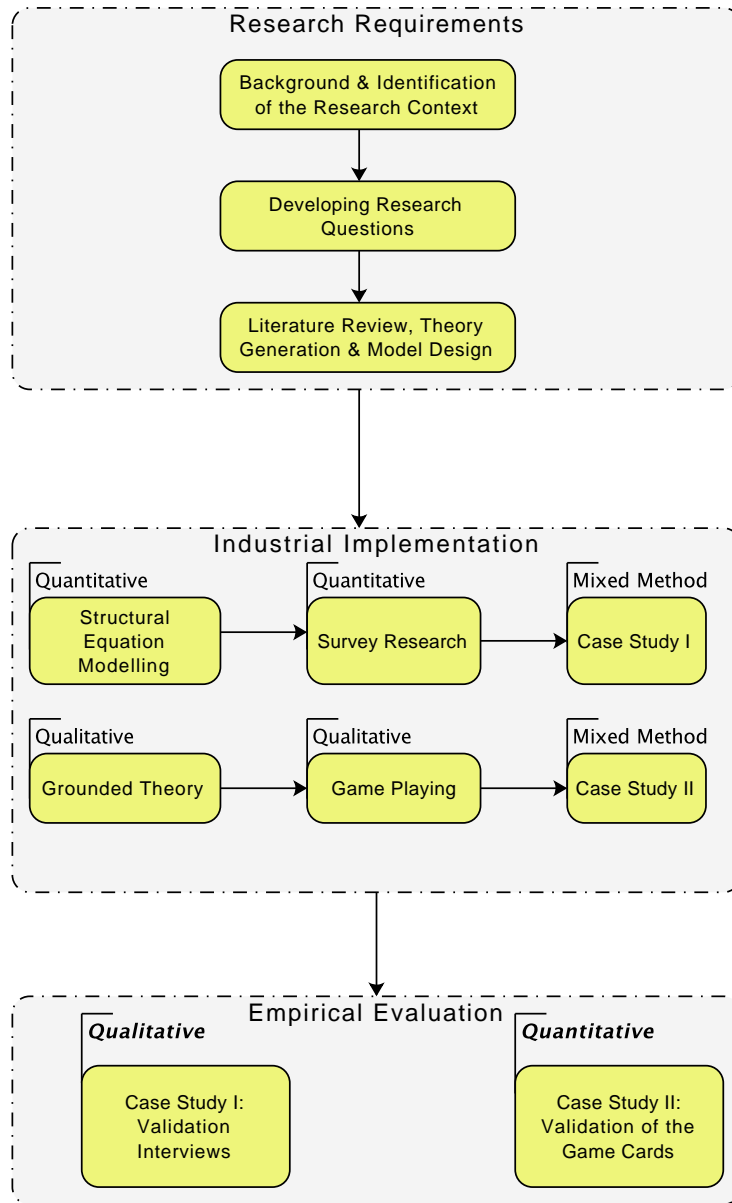 Research Requirements
Background & Identification
of the Research Context
Developing Research
Questions
Literature Review, Theory
Generation & Model Design
Industrial Implementation
Quantitative
Structural
Equation
Modelling
Quantitative
Survey Research
Mixed Method
Case Study I
Qualitative
Grounded Theory
Qualitative
Game Playing
Mixed Method
Case Study II
Empirical Evaluation
Qualitative
Case Study I:
Validation
Interviews
Quantitative
Case Study II:
Validation of the
Game Cards